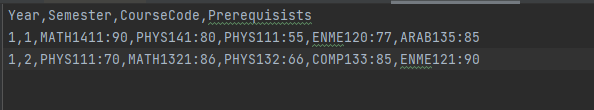 Year,Semester,CourseCode,Prerequisists
1,1,MATH1411:90,PHYS141:80,PHYS111:55,ENME120:77,ARAB135:85
1,2,PHYS111:70,MATH1321:86,PHYS132:66,COMP133:85,ENME121:90